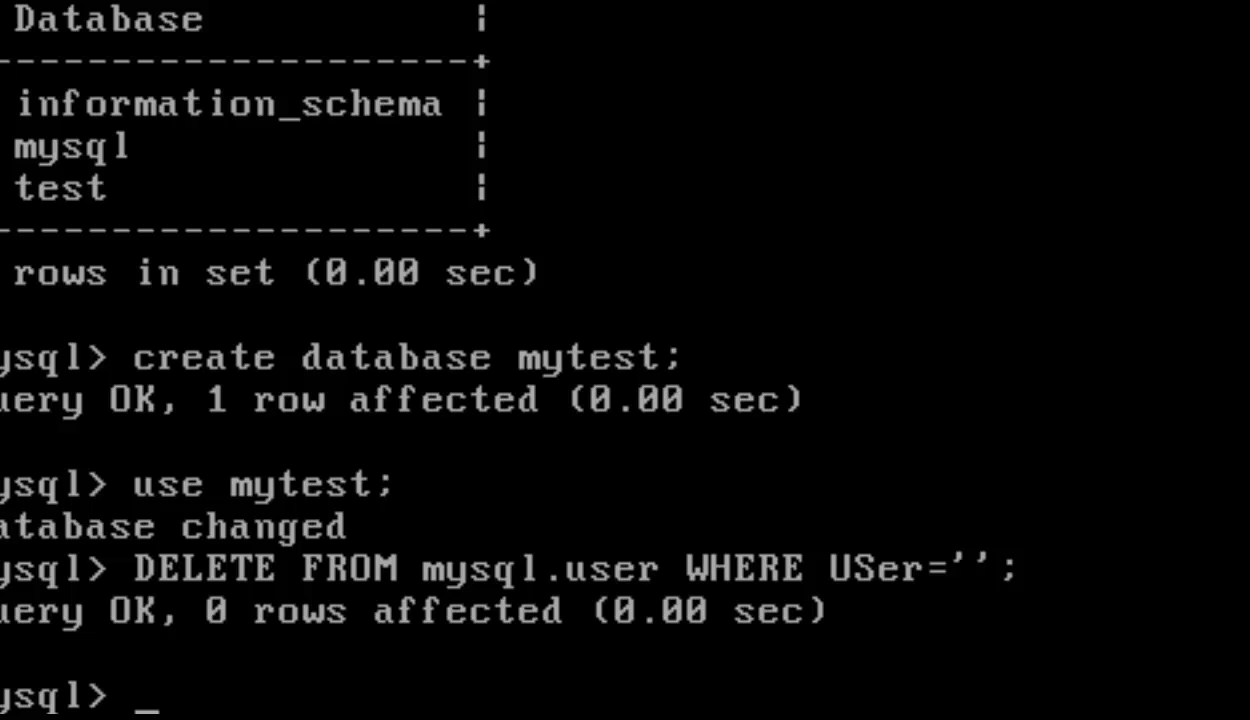 Database ¦
--------------------+
information_schema ¦
mysql ¦
test ¦
--------------------+
rows in set (0.00 sec)
ysql> create database mytest;
uery OK, 1 row affected (0.00 sec)
ysql> use mytest;
atabase changed
ysql> DELETE FROM mysql.user WHERE USer='';
uery OK, 0 rows affected (0.00 sec)
ysql> _